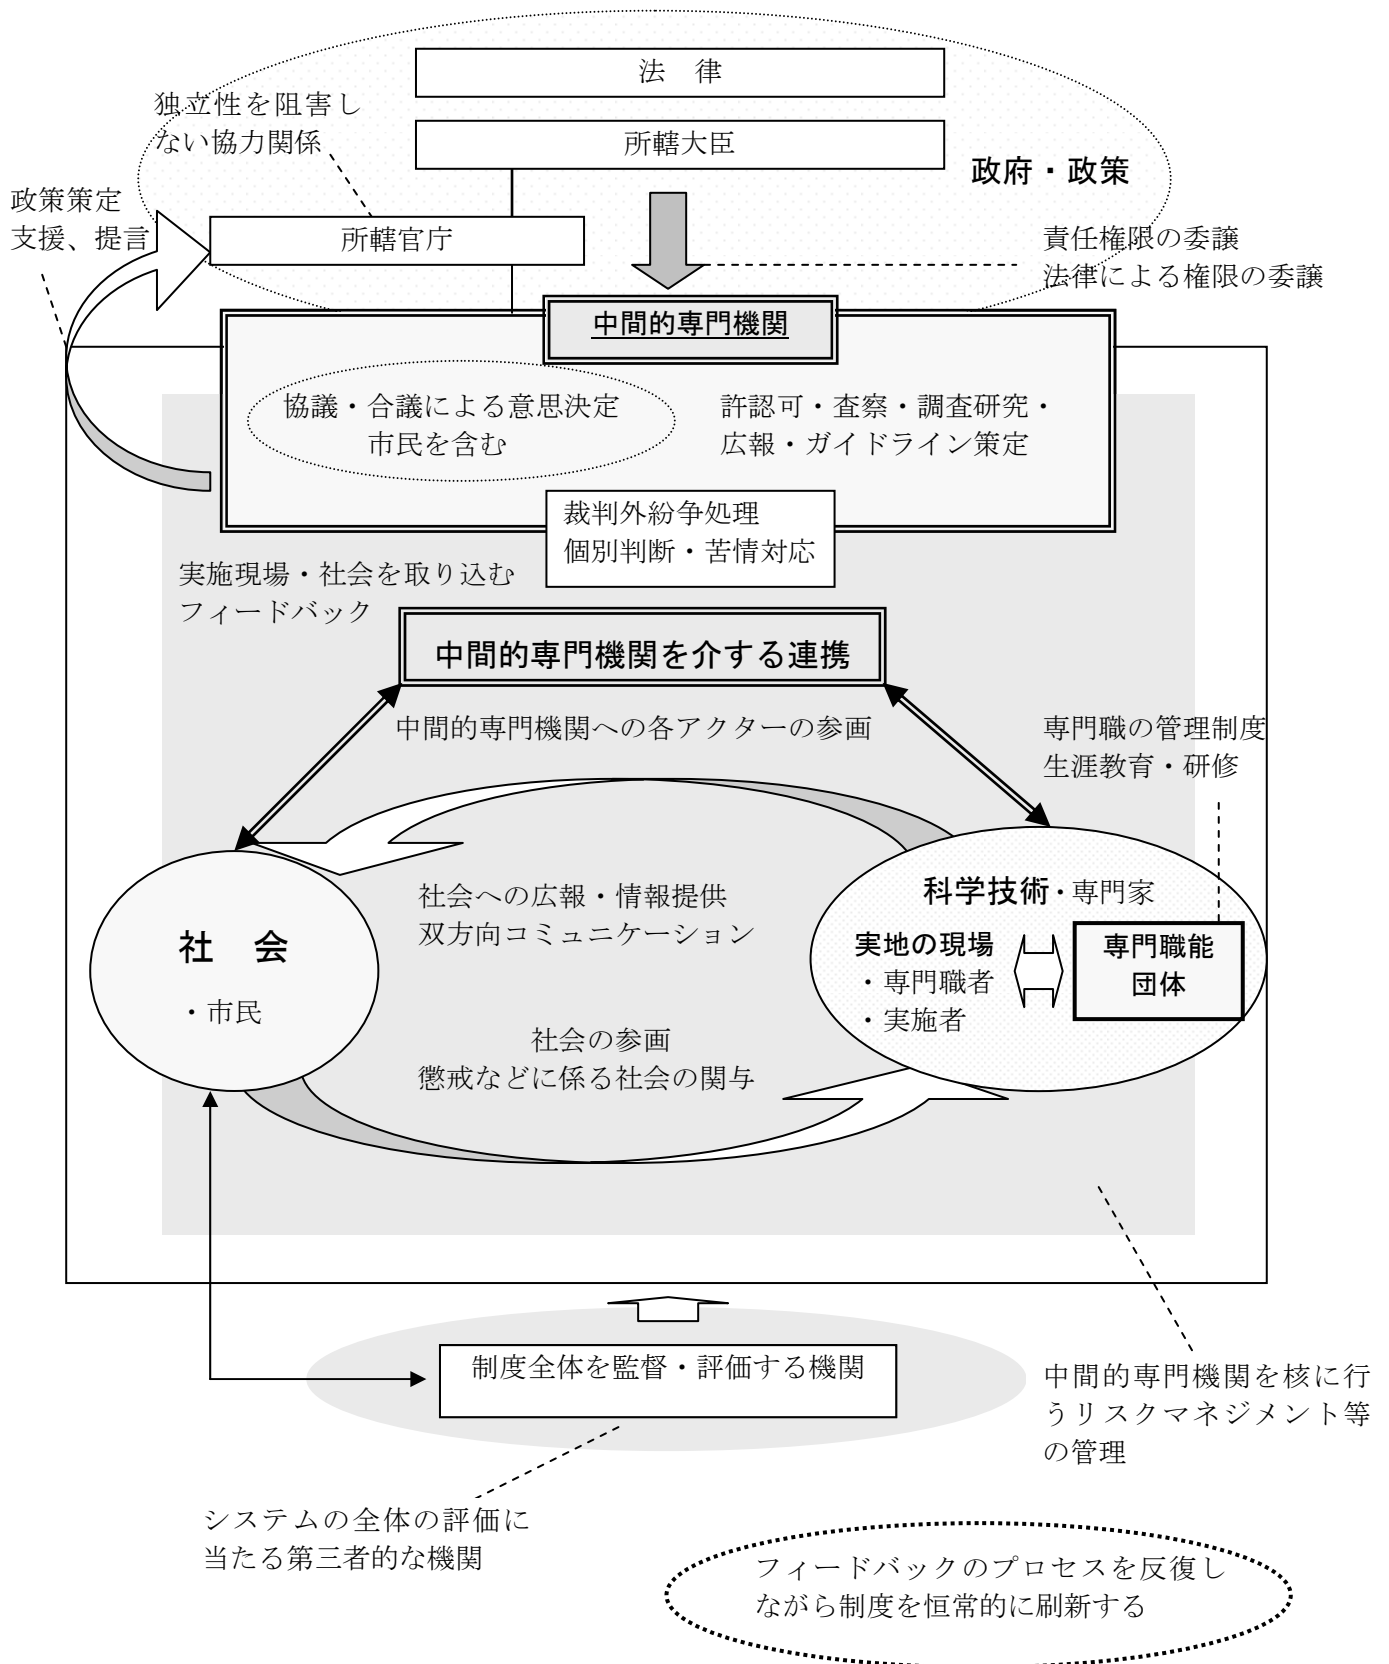 法　律
独立性を阻害し
ない協力関係
所轄大臣
政府・政策
政策策定
支援、提言
所轄官庁
責任権限の委譲
法律による権限の委譲
中間的専門機関
協議・合議による意思決定
市民を含む
許認可・査察・調査研究・
広報・ガイドライン策定
裁判外紛争処理
個別判断・苦情対応
実施現場・社会を取り込む
フィードバック
中間的専門機関を介する連携
中間的専門機関への各アクターの参画
専門職の管理制度
生涯教育・研修
社会への広報・情報提供
双方向コミュニケーション
科学技術・専門家
実地の現場
・専門職者
・実施者
専門職能
団体
社　会
・市民
社会の参画
懲戒などに係る社会の関与
制度全体を監督・評価する機関
中間的専門機関を核に行
うリスクマネジメント等
の管理
システムの全体の評価に
当たる第三者的な機関
フィードバックのプロセスを反復し
ながら制度を恒常的に刷新する